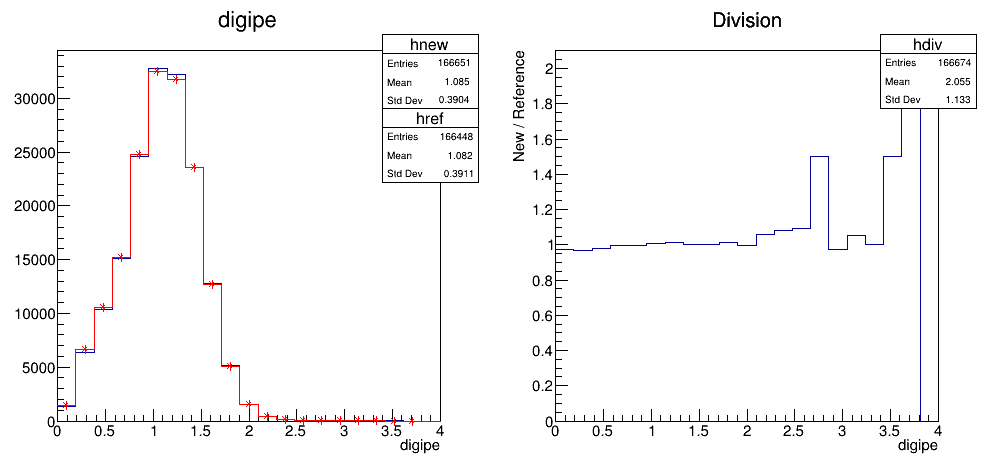 digipe
hnew
Entries 166651
Mean 1.085
Std Dev 0.3904
href
Entries 166448
Mean 1.082
Std Dev 0.3911
30000
25000
20000
15000
10000
5000
0
0 0.5 1 1.5 2 2.5 3 3.5 4
digipe
Division
hdiv
Entries 166674
Mean 2.055
Std Dev 1.133
New / Reference
2
1.8
1.6
1.4
1.2
1
0.8
0.6
0.4
0.2
0
0 0.5 1 1.5 2 2.5 3 3.5 4
digipe